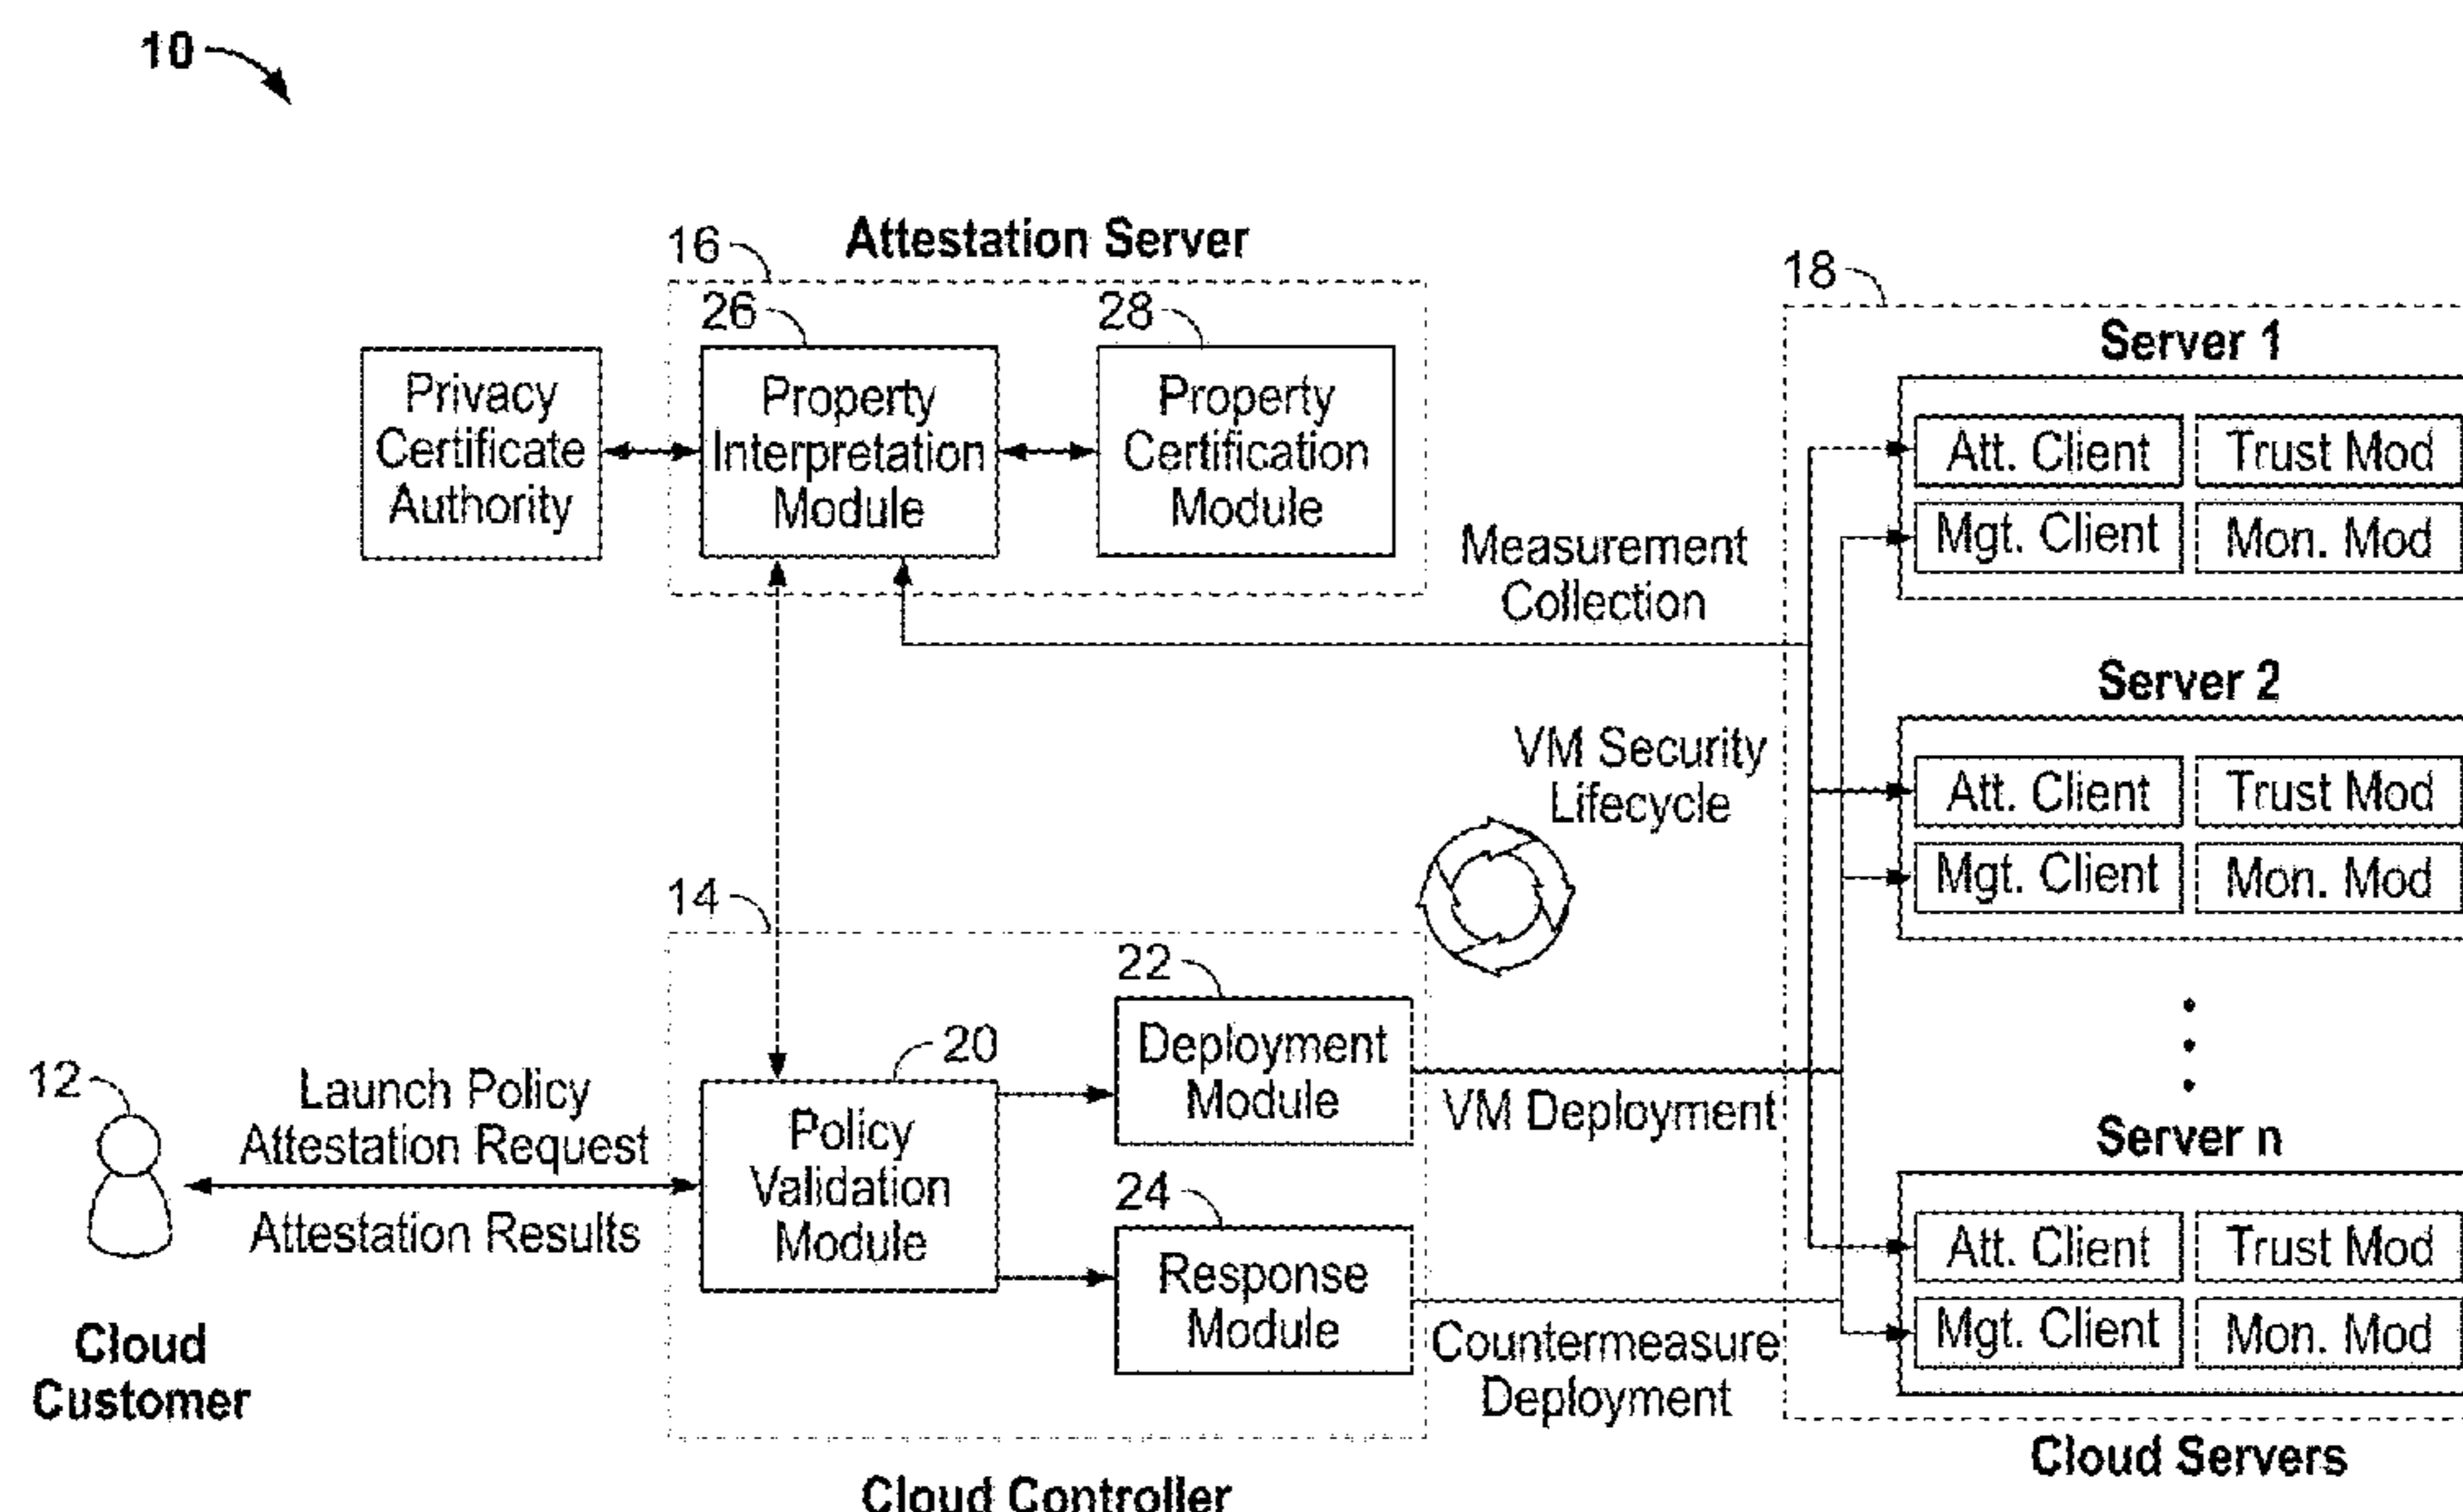 10
16
Attestation Server
26
28
Privacy
Certificate
Authority
Property
Interpretation
Module
Property
Certification
Module
Measurement
Collection
18
Server 1
Att. Client
Trust Mod
Mgt. Client
Mon. Mod
Server 2
Att. Client
Trust Mod
Mgt. Client
Mon. Mod
VM Security
Lifecycle
14
22
Deployment
Module
VM Deployment
20
Policy
Validation
Module
24
Response
Module
Countermeasure
Deployment
12
Launch Policy
Attestation Request
Attestation Results
Cloud
Customer
Server n
Att. Client
Trust Mod
Mgt. Client
Mon. Mod
Cloud Servers
Cloud Controller